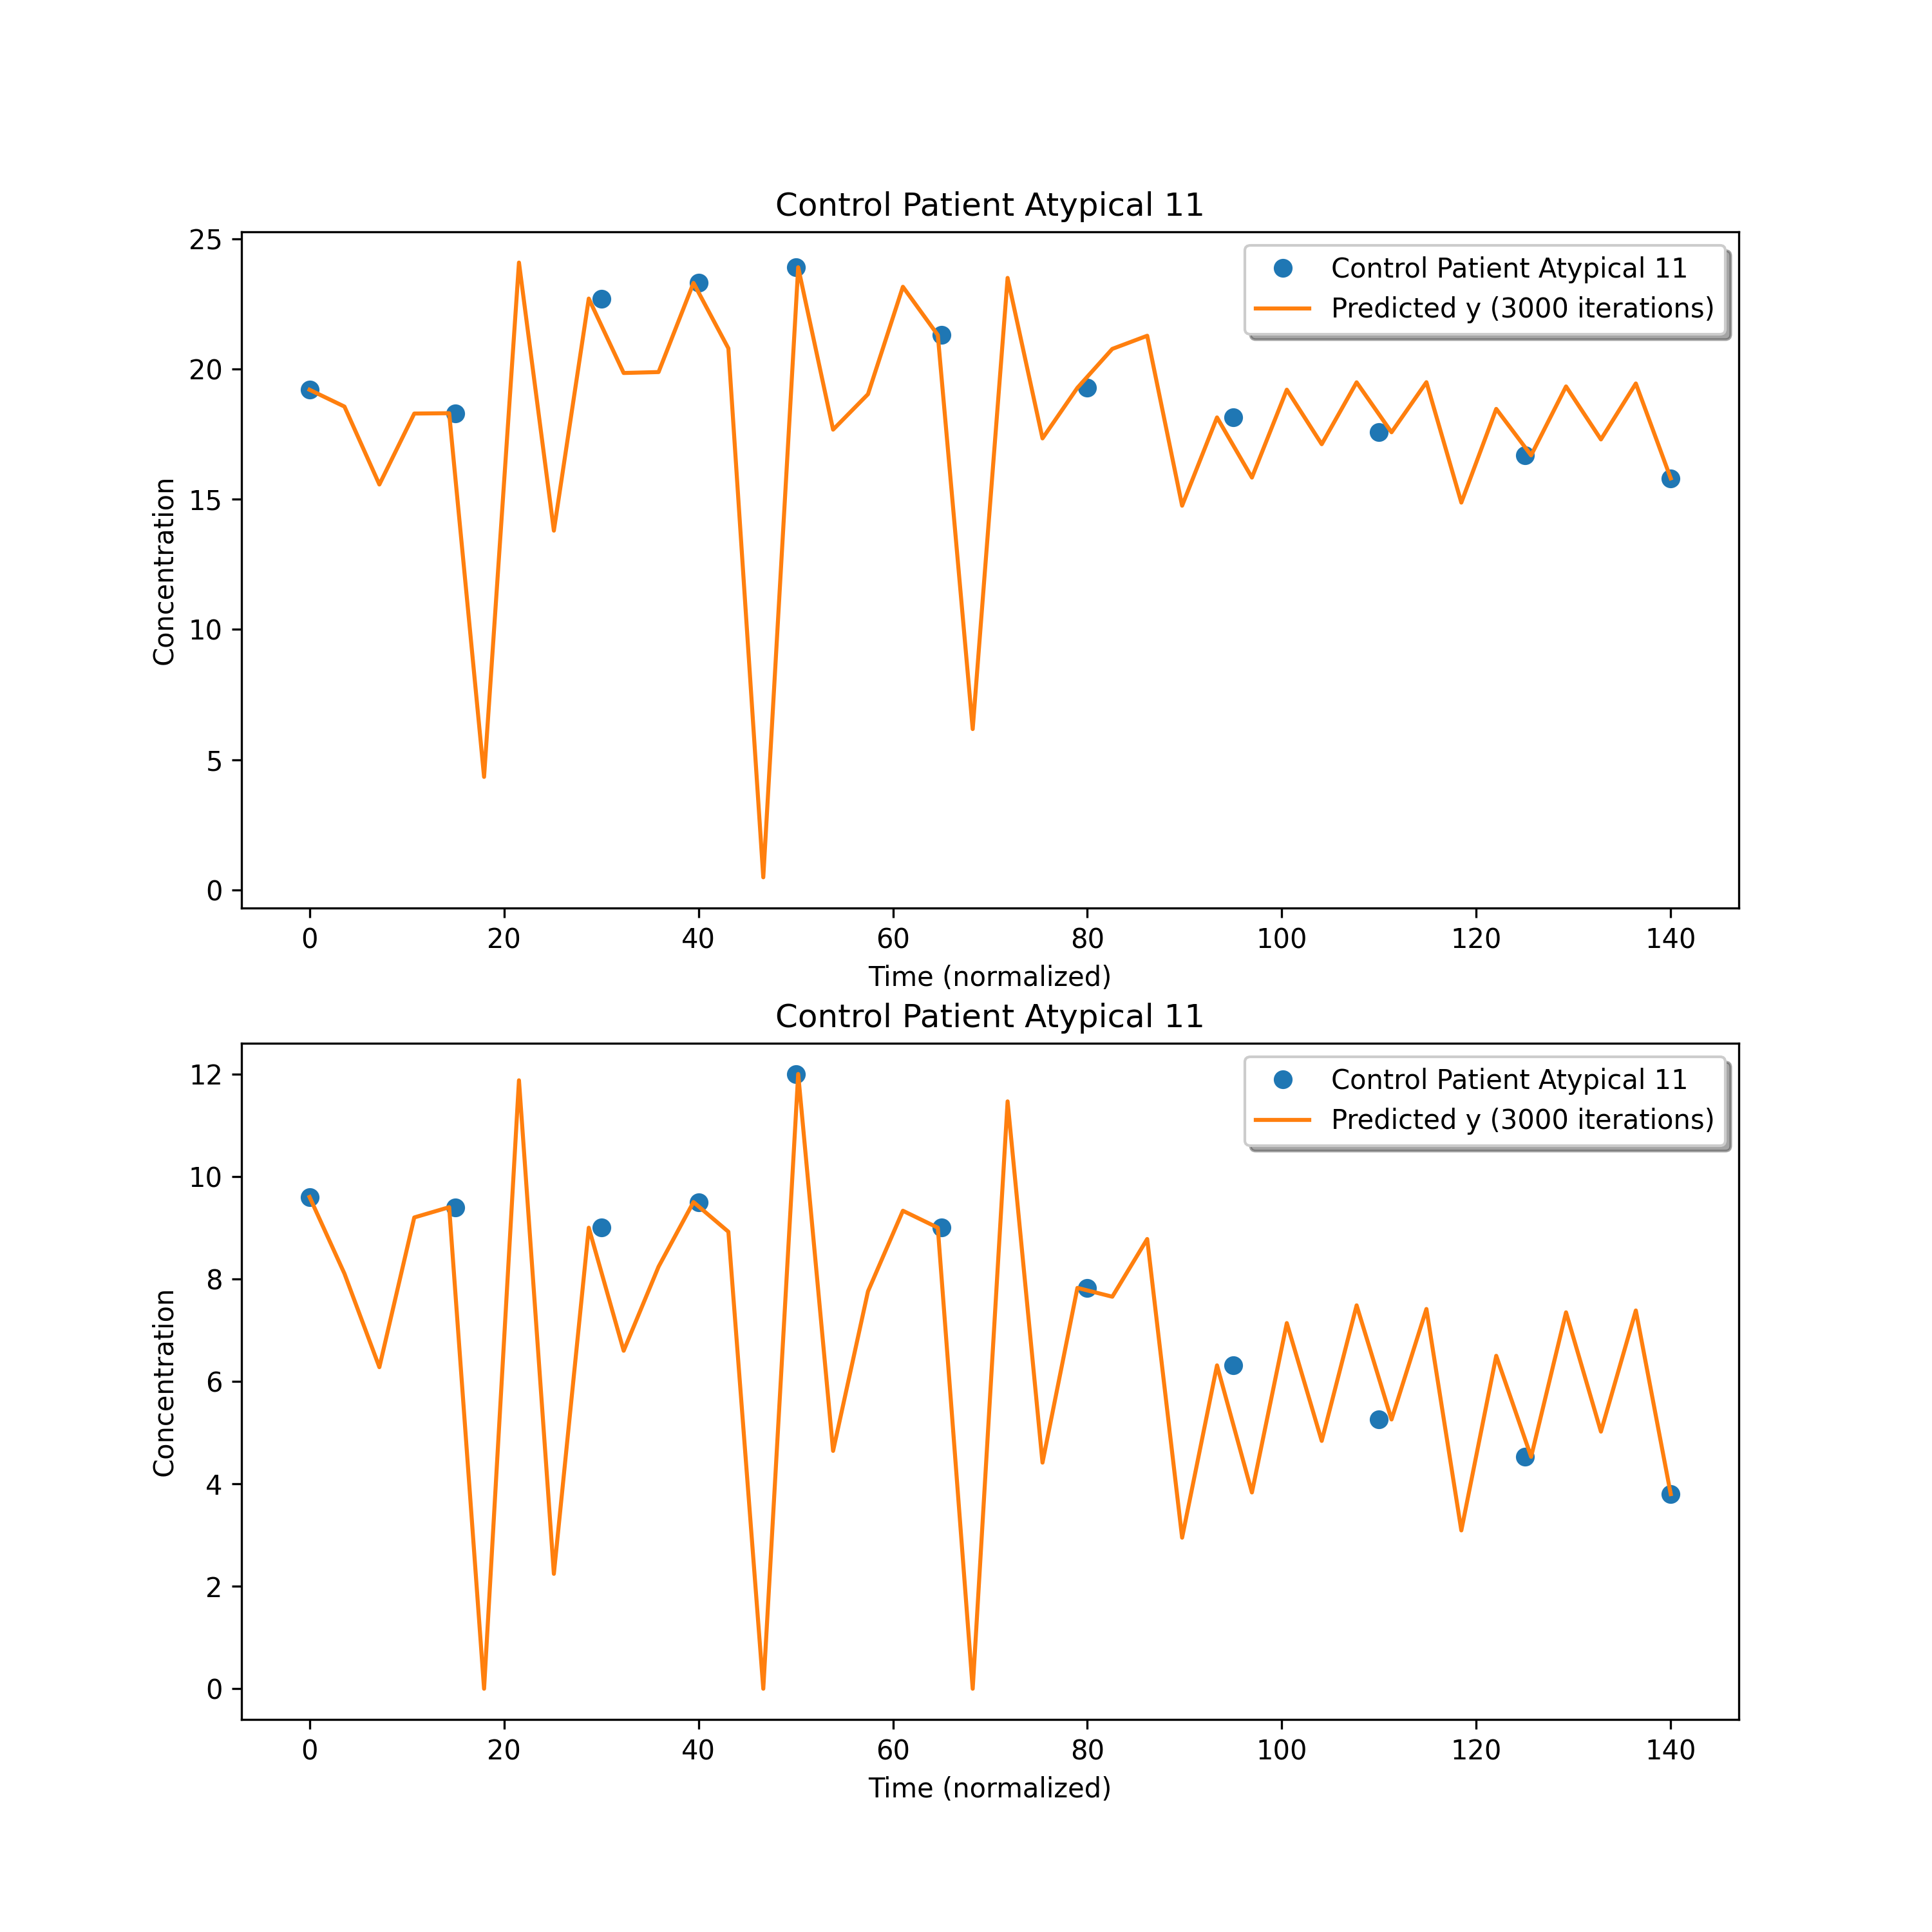 Control Patient Atypical 11
25
20
15
10
5
0
Concentration
Control Patient Atypical 11
Predicted y (3000 iterations)
0 20 40 60 80 100 120 140
Time (normalized)
Control Patient Atypical 11
12
10
8
6
4
2
0
Concentration
Control Patient Atypical 11
Predicted y (3000 iterations)
0 20 40 60 80 100 120 140
Time (normalized)